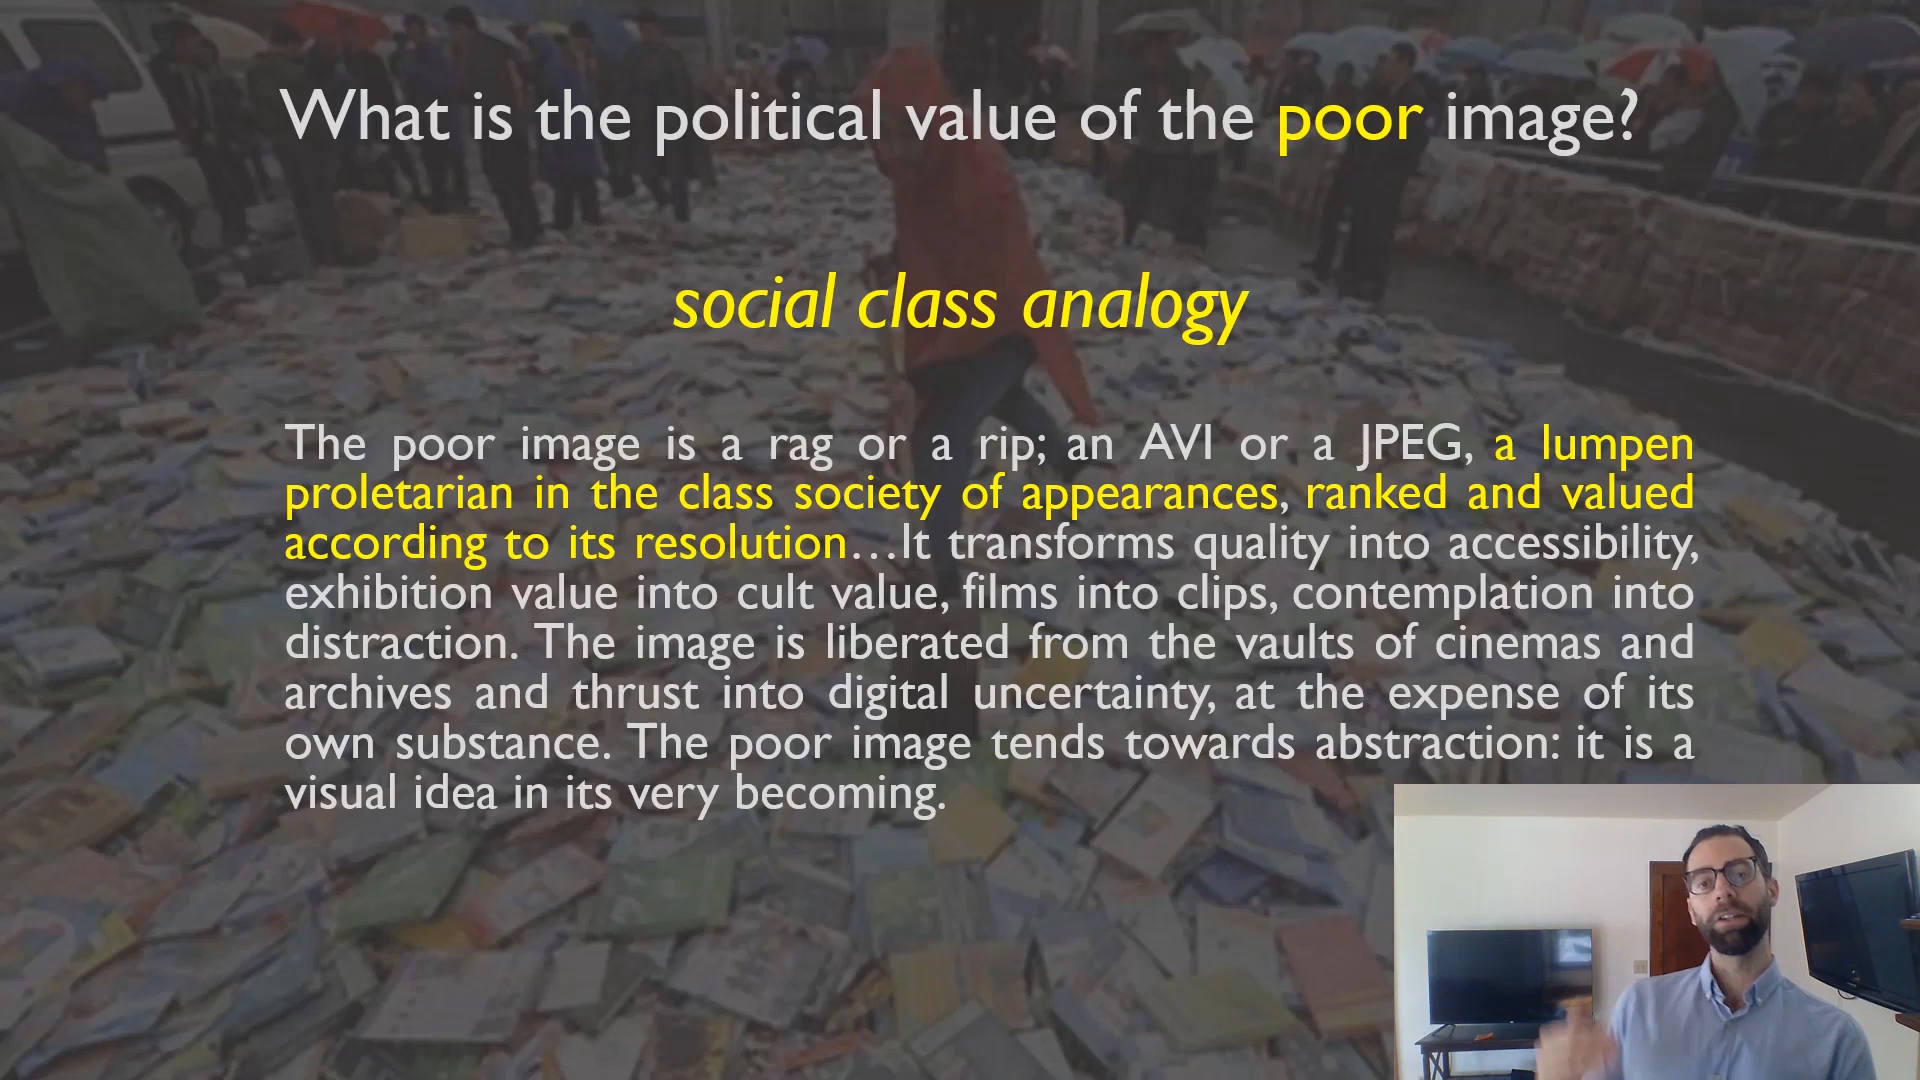 What is the political value of the poor image?
social class analogy
The poor image is a rag or a rip; an AVI or a JPEG, a lumpen
proletarian in the class society of appearances, ranked and valued
according to its resolution…It transforms quality into accessibility,
exhibition value into cult value, films into clips, contemplation into
distraction. The image is liberated from the vaults of cinemas and
archives and thrust into digital uncertainty, at the expense of its
own substance. The poor image tends towards abstraction: it is a
visual idea in its very becoming.